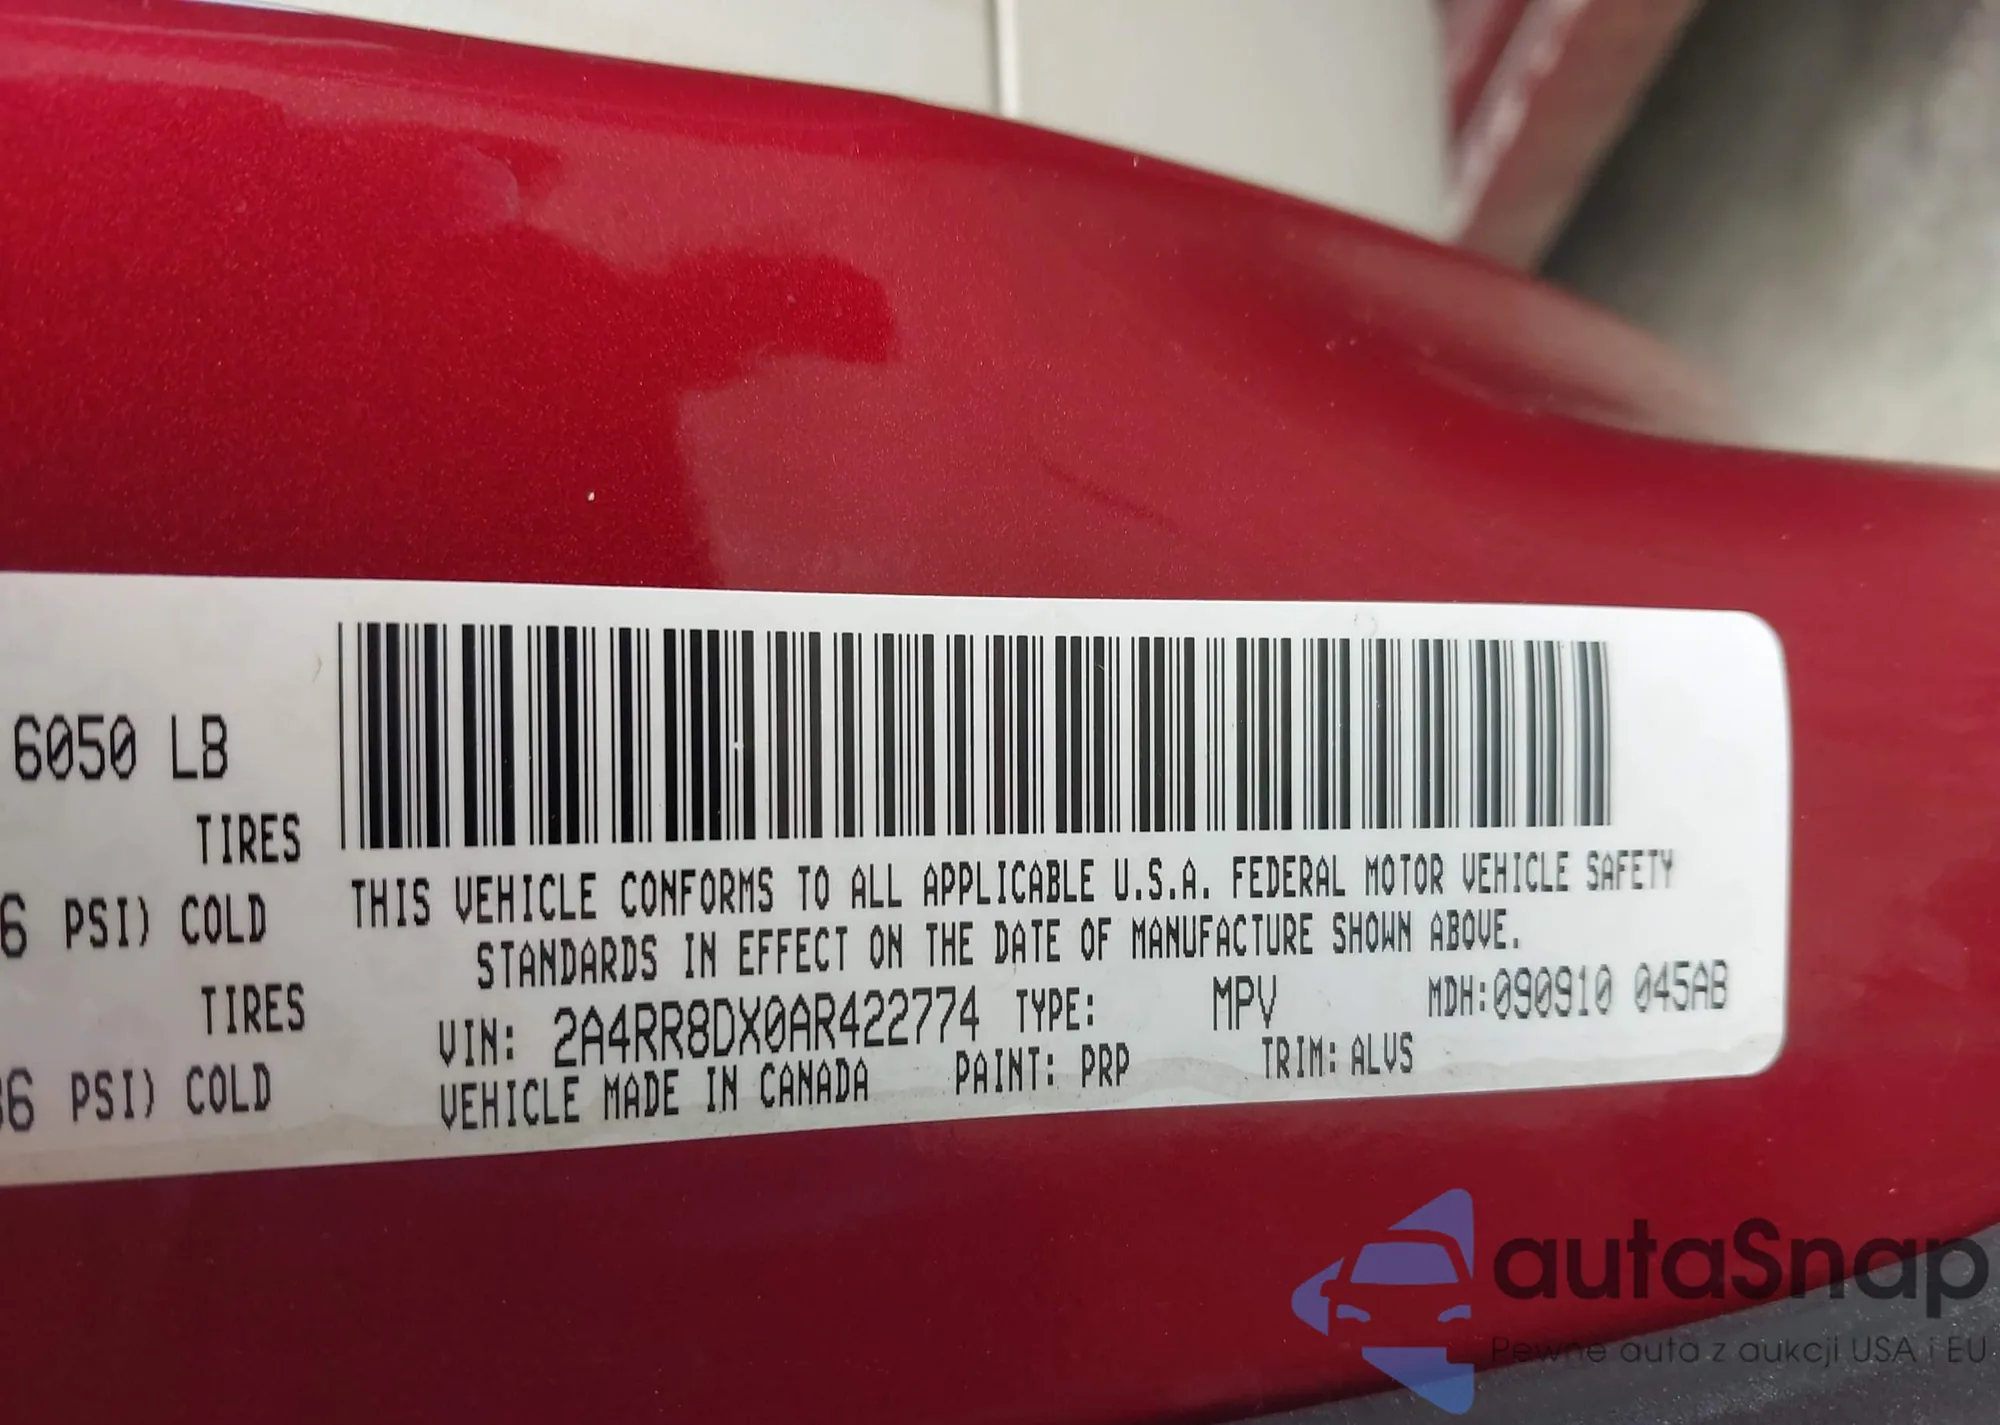 6050 LB
TIRES
6 PSI) COLD
TIRES
36 PSI) COLD
THIS VEHICLE CONFORMS TO ALL APPLICABLE U.S.A. FEDERAL MOTOR VEHICLE SAFETY
STANDARDS IN EFFECT ON THE DATE OF MANUFACTURE SHOWN ABOVE.
VIN: 2A4RR8DX0AR422774 TYPE: MPV MDH:090910 045AB
VEHICLE MADE IN CANADA PAINT: PRP TRIM: ALVS
autaSnap
Pewne auta z aukcji USA i EU